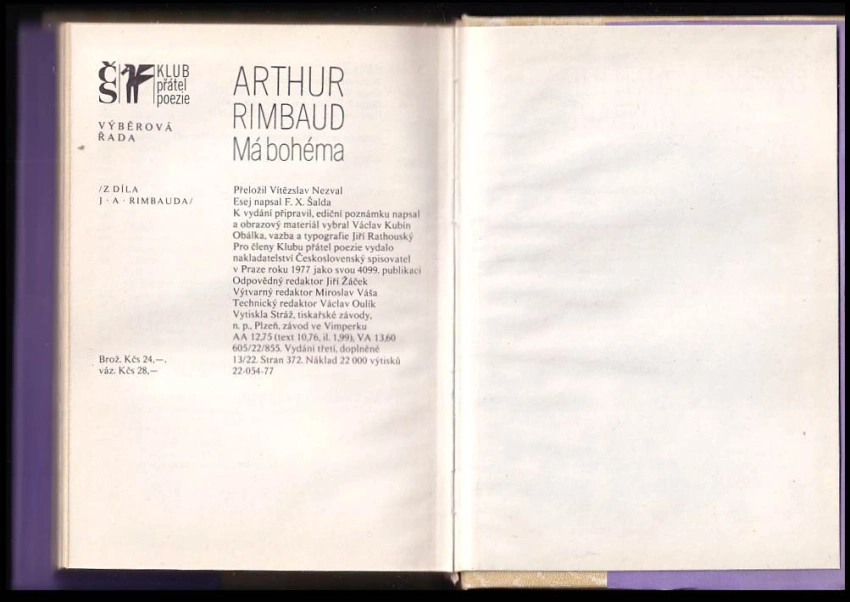 ČS
KLUB
přátel
poezie
VÝBĚROVÁ
ŘADA
/Z DÍLA
J · A · RIMBAUDA/
Brož. Kčs 24,—.
váz. Kčs 28,—
ARTHUR
RIMBAUD
Má bohéma
Přeložil Vítězslav Nezval
Esej napsal F. X. Šalda
K vydání připravil, ediční poznámku napsal
a obrazový materiál vybral Václav Kubín
Obálka, vazba a typografie Jiří Rathouský
Pro členy Klubu přátel poezie vydalo
nakladatelství Československý spisovatel
v Praze roku 1977 jako svou 4099. publikaci
Odpovědný redaktor Jiří Žáček
Výtvarný redaktor Miroslav Váša
Technický redaktor Václav Oulík
Vytiskla Stráž, tiskařské závody,
n. p., Plzeň, závod ve Vimperku
AA 12,75 (text 10,76, il. 1,99), VA 13,60
605/22/855. Vydání třetí, doplněné
13/22. Stran 372. Náklad 22 000 výtisků
22-054-77